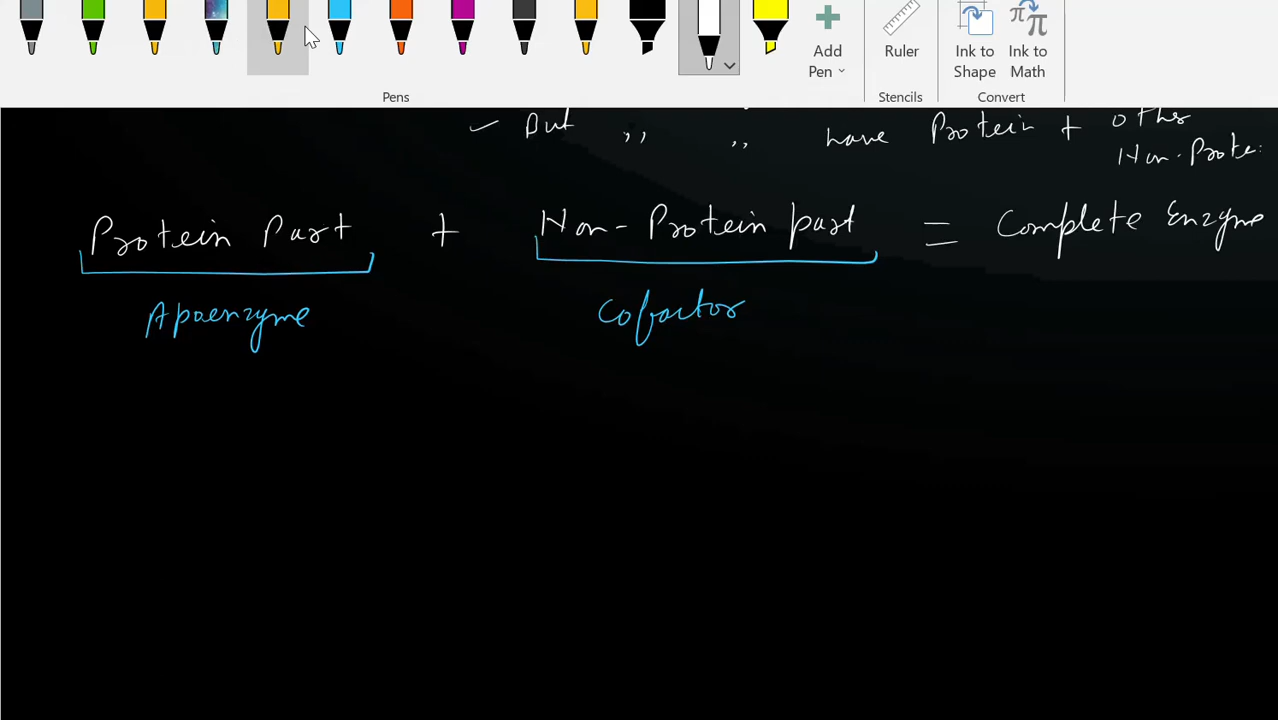 Add Pen
Ruler
Ink to Shape
Ink to Math
Pens
Stencils
Convert
But ,, ,, have Protein + other
Non-Protei
Protein Part + Non-Protein part = Complete Enzyme
Apoenzyme
Cofactor